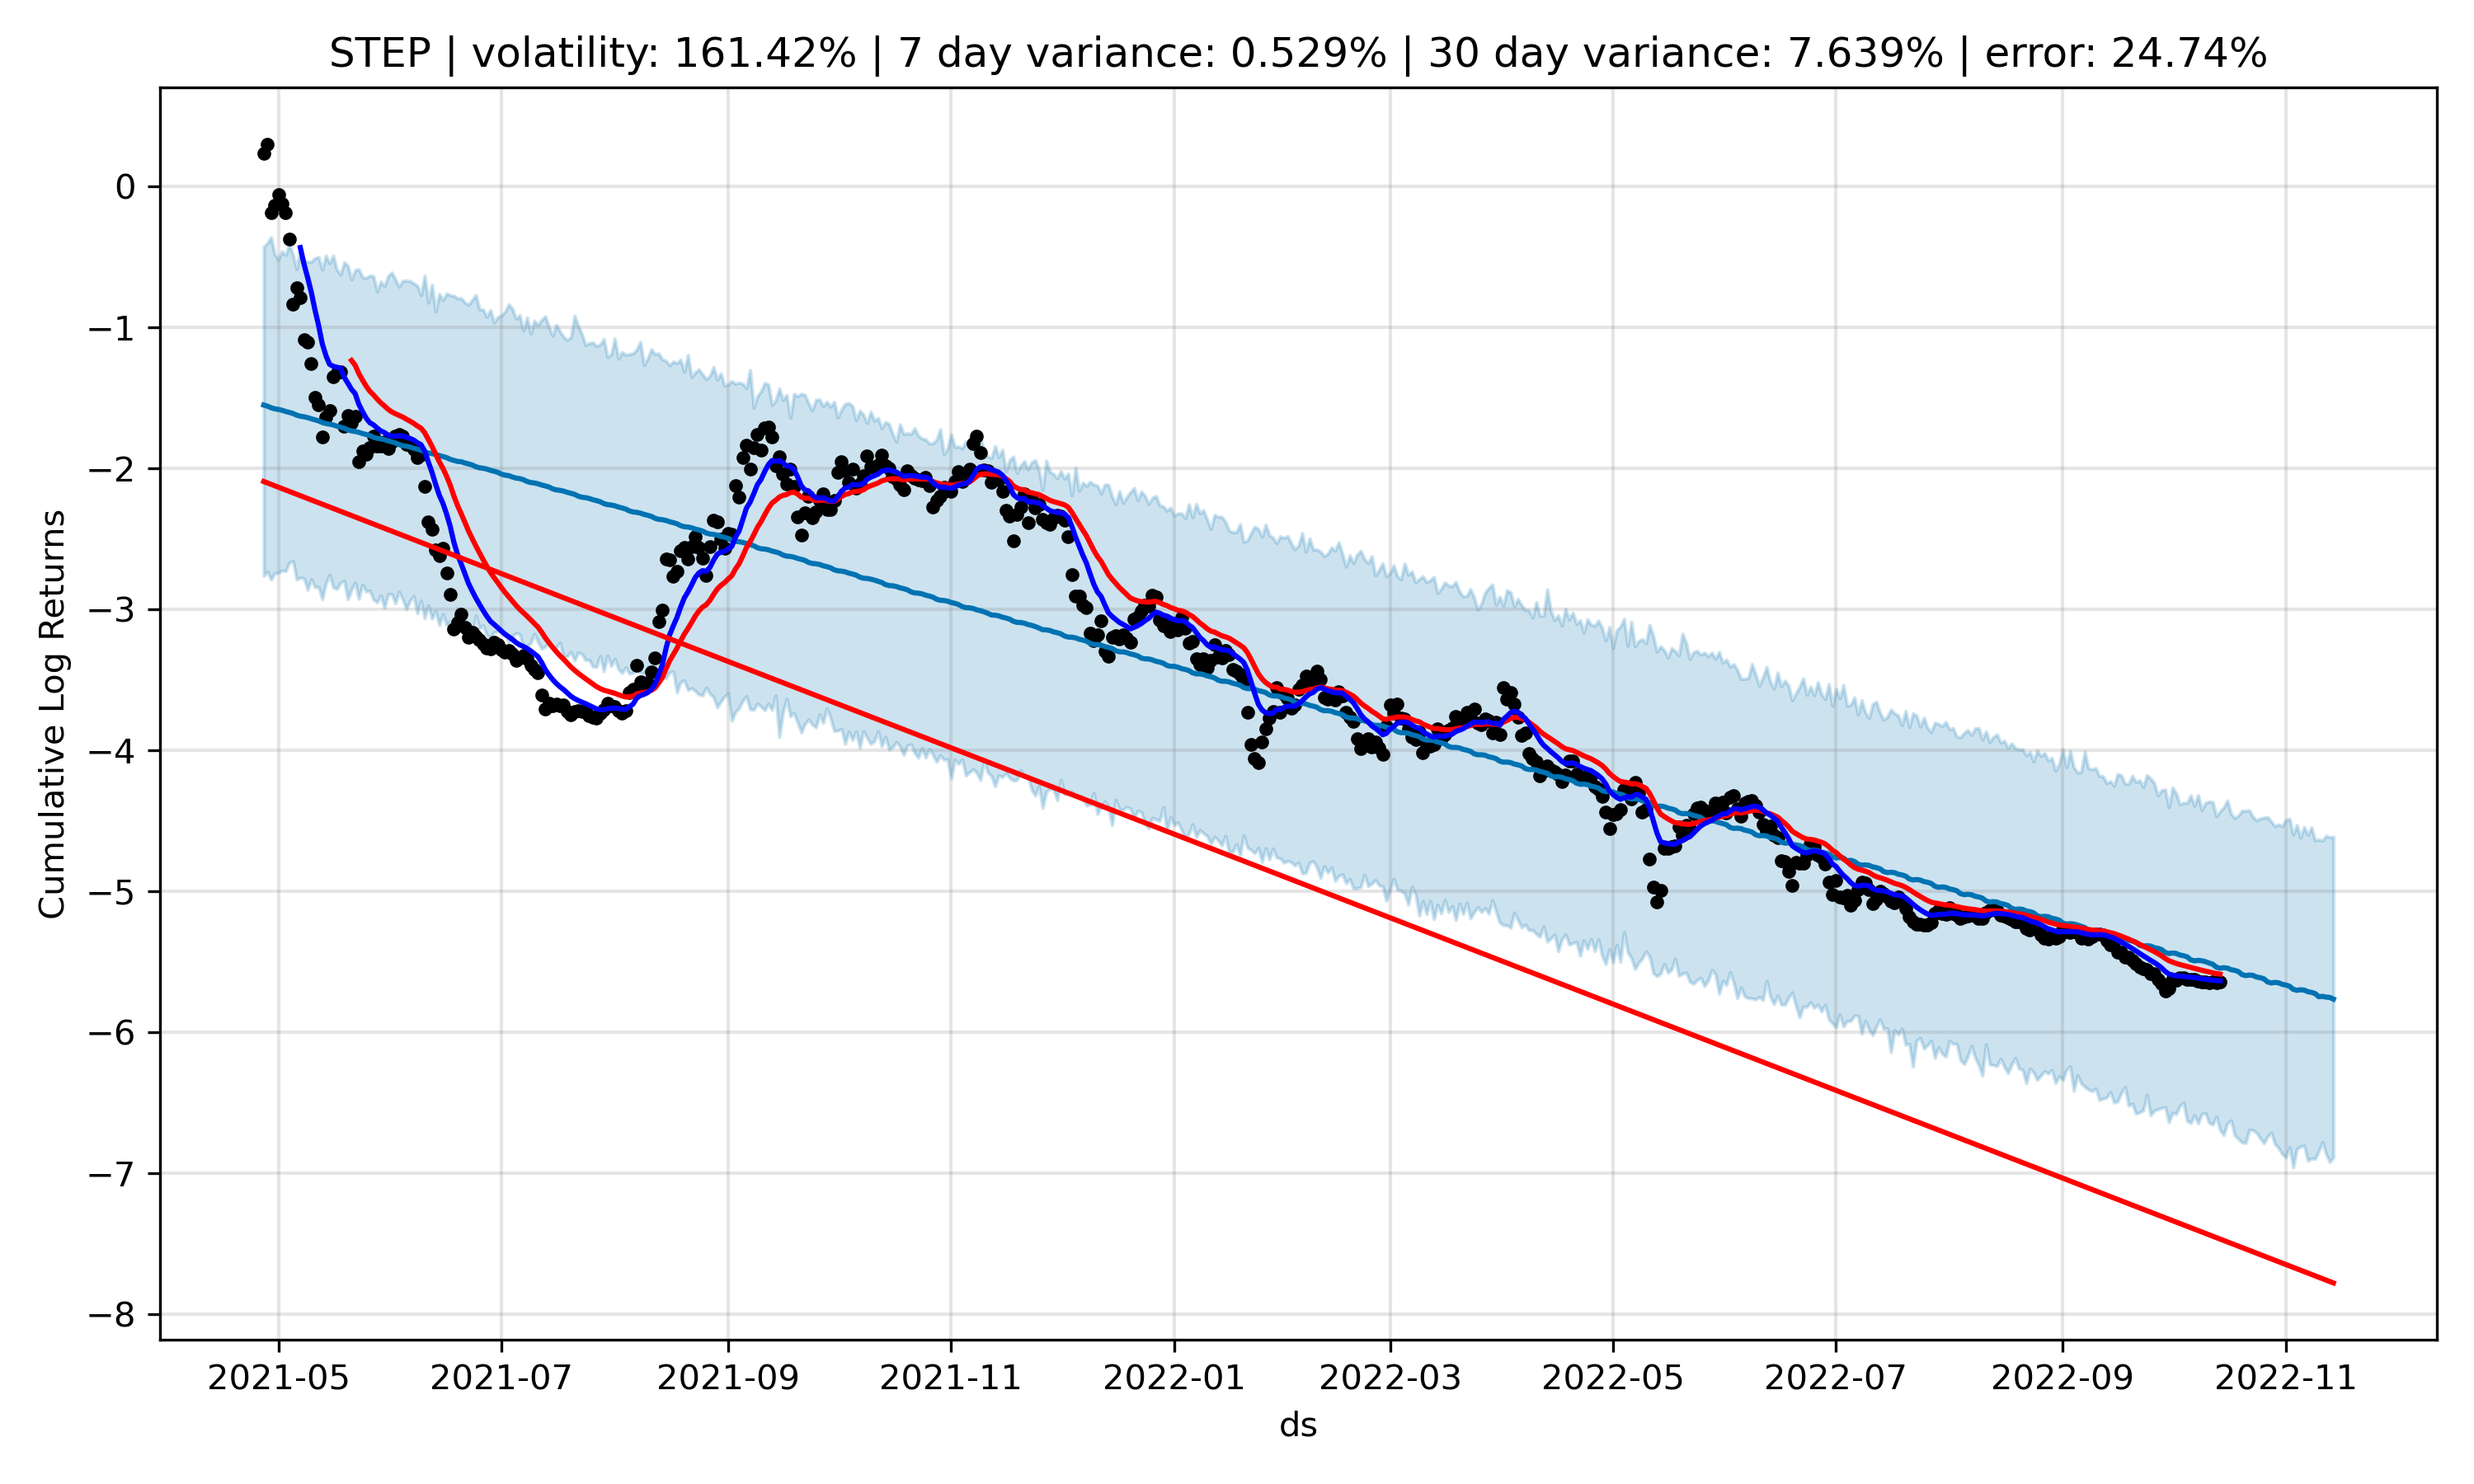 STEP | volatility: 161.42% | 7 day variance: 0.529% | 30 day variance: 7.639% | error: 24.74%
Cumulative Log Returns
0
−1
−2
−3
−4
−5
−6
−7
−8
2021-05 2021-07 2021-09 2021-11 2022-01 2022-03 2022-05 2022-07 2022-09 2022-11
ds